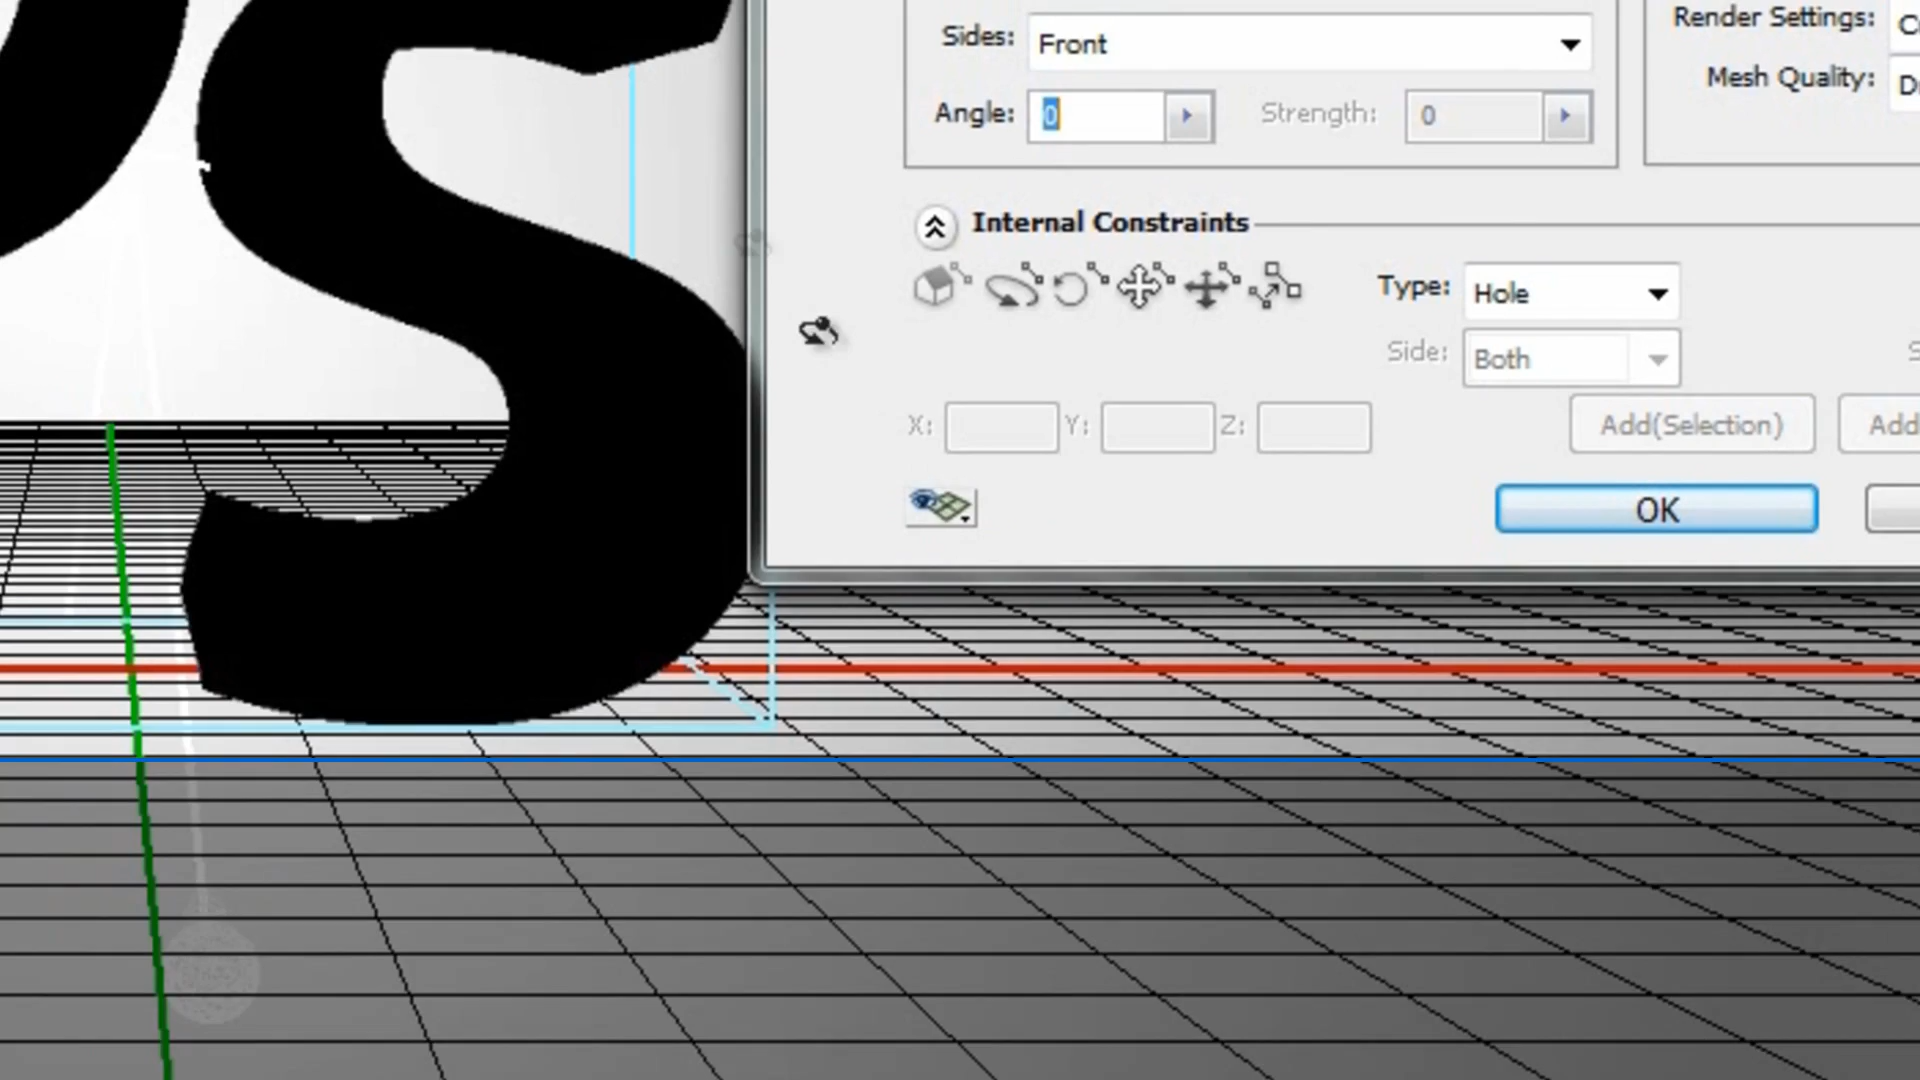 S
Sides: Front
Render Settings:
Mesh Quality:
Angle: 0 Strength: 0
Internal Constraints
Type: Hole
Side: Both
X: Y: Z:
Add(Selection) Add
OK